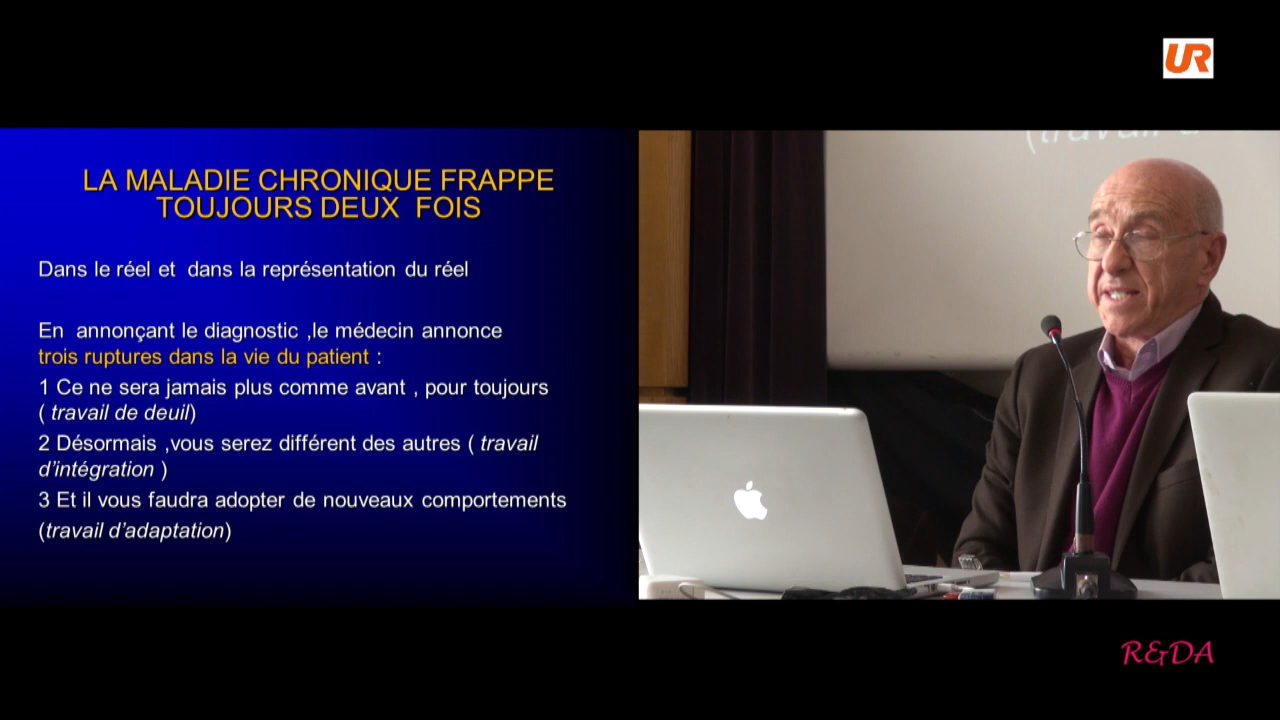 UR
LA MALADIE CHRONIQUE FRAPPE
TOUJOURS DEUX FOIS
Dans le réel et dans la représentation du réel
En annonçant le diagnostic ,le médecin annonce
trois ruptures dans la vie du patient :
1 Ce ne sera jamais plus comme avant , pour toujours
( travail de deuil)
2 Désormais ,vous serez différent des autres ( travail
d'intégration )
3 Et il vous faudra adopter de nouveaux comportements
(travail d'adaptation)
(travail d
R&DA